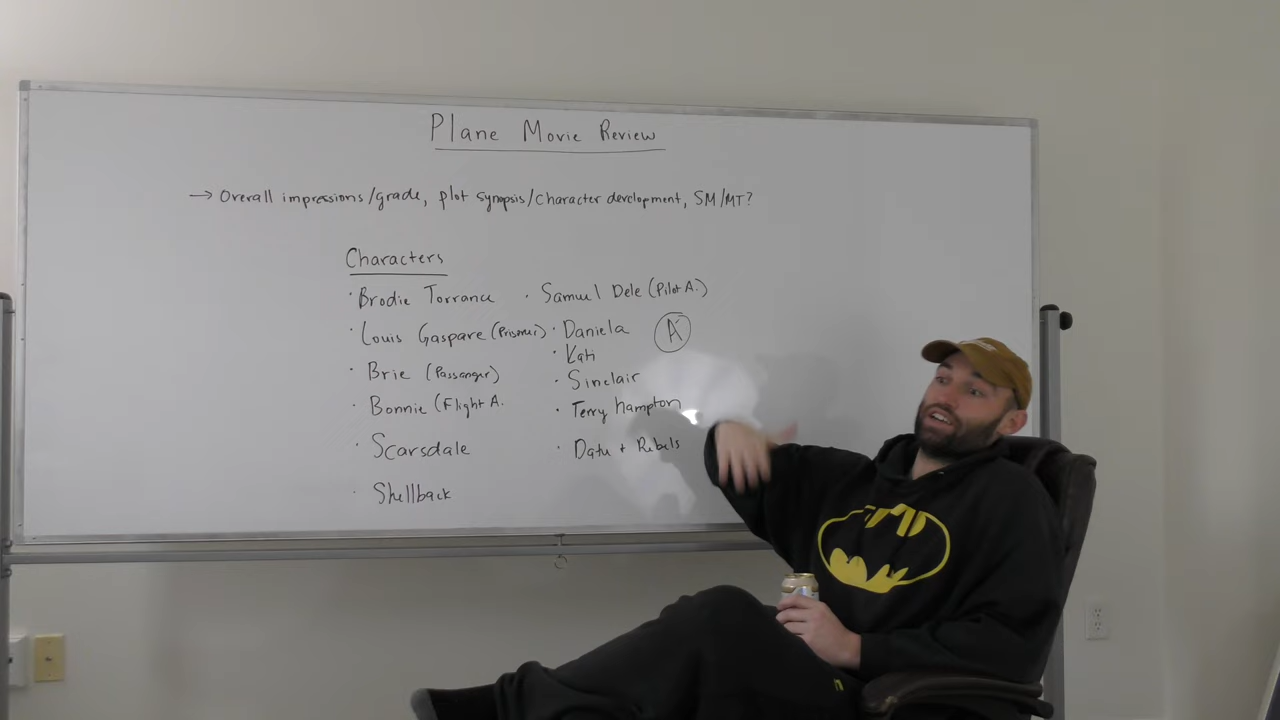 Plane Movie Review
→ Overall impressions/grade, plot synopsis/character development, SM/MT?
Characters
· Brodie Torrance
· Louis Gaspare (Prisoner)
· Brie (Passanger)
· Bonnie (Flight A.
· Scarsdale
· Shellback
· Samuel Dele (Pilot A.)
· Daniela
· Kati
· Sinclair
· Terry Hampton
· Datu + Rebels
A